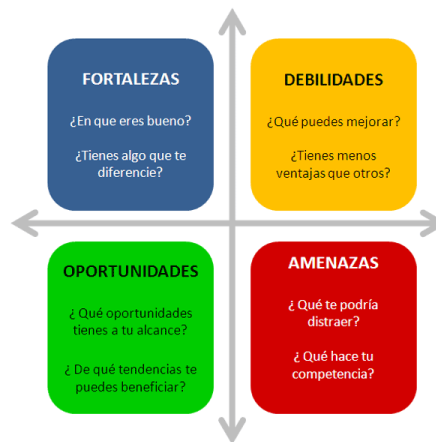 FORTALEZAS
¿En que eres bueno?
¿Tienes algo que te
diferencie?
DEBILIDADES
¿Qué puedes mejorar?
¿Tienes menos
ventajas que otros?
OPORTUNIDADES
¿ Qué oportunidades
tienes a tu alcance?
¿ De qué tendencias te
puedes beneficiar?
AMENAZAS
¿ Qué te podría
distraer?
¿ Qué hace tu
competencia?